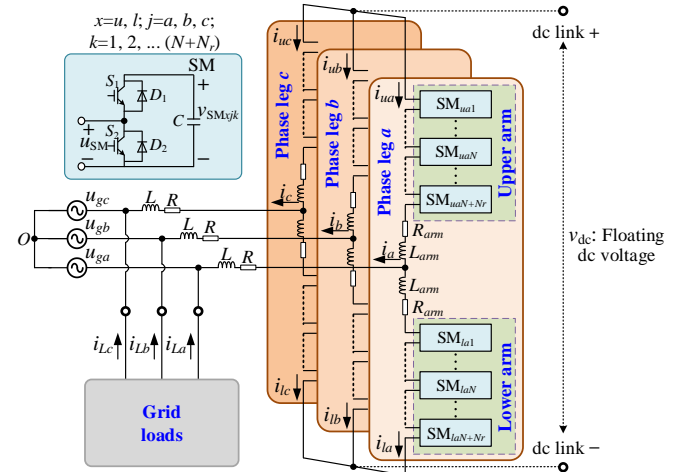 x=u, l; j=a, b, c;
k=1, 2, ... (N+Nr)
SM
S1
D1
+
C
vSMxjk
+
uSM
S2
D2
−
−
iuc
iub
iua
dc link +
Phase leg c
Phase leg b
Phase leg a
SMua1
SMuaN
SMuaN+Nr
Upper arm
vdc: Floating
dc voltage
ugc
L
R
ic
ugb
L
R
ib
O
uga
L
R
ia
Rarm
Larm
Larm
Rarm
iLc
iLb
iLa
Grid
loads
SMla1
SMlaN
SMlaN+Nr
Lower arm
ilc
ilb
ila
dc link −